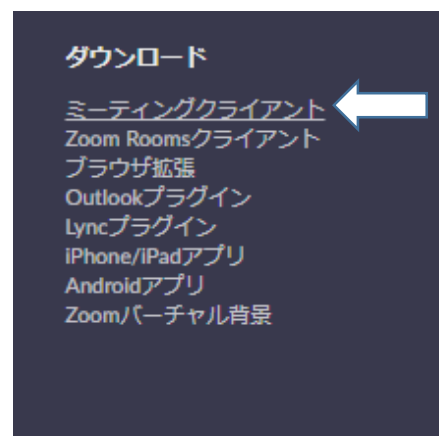 ダウンロード
ミーティングクライアント
Zoom Roomsクライアント
ブラウザ拡張
Outlookプラグイン
Lyncプラグイン
iPhone/iPadアプリ
Androidアプリ
Zoomバーチャル背景